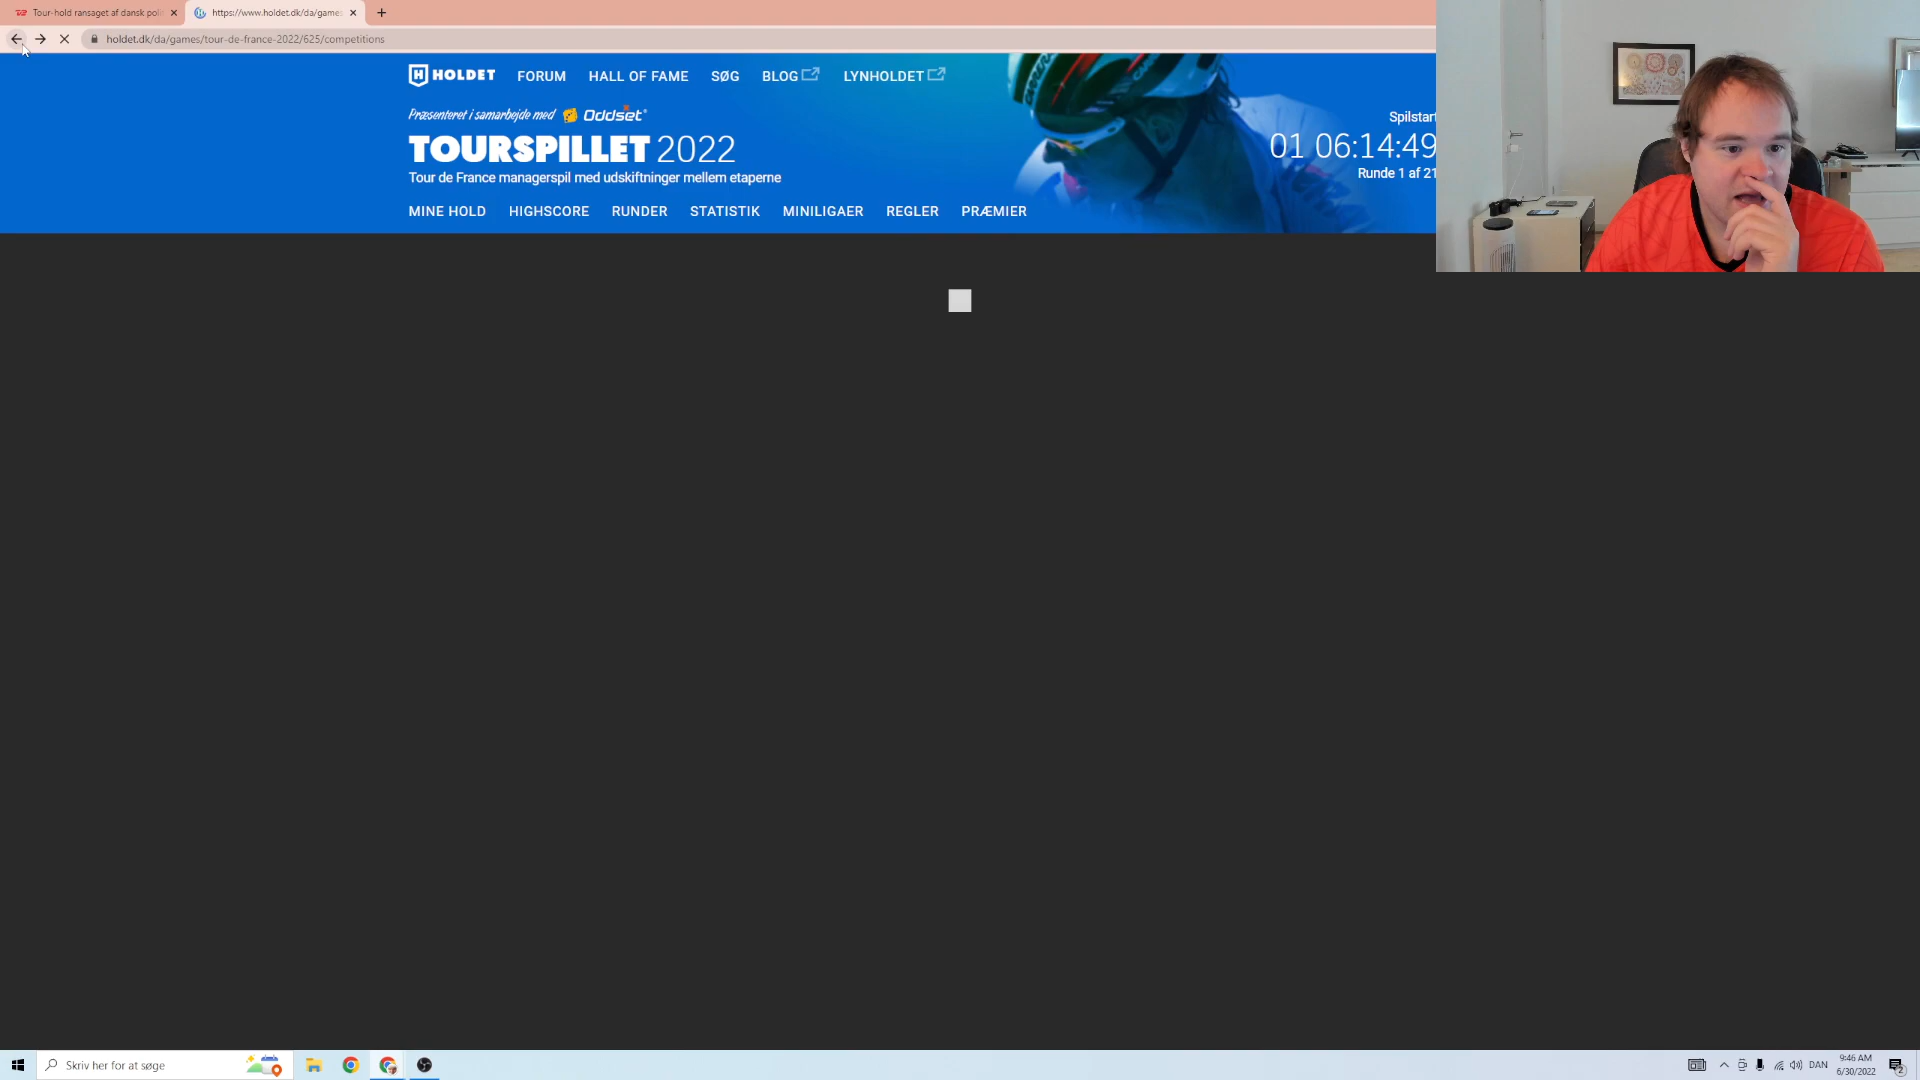 Tour-hold ransaget af dansk poli
https://www.holdet.dk/da/games
holdet.dk/da/games/tour-de-france-2022/625/competitions
HOLDET FORUM HALL OF FAME SØG BLOG LYNHOLDET
Præsenteret i samarbejde med Oddset
Spilstart
TOURSPILLET 2022
01 06:14:49
Tour de France managerspil med udskiftninger mellem etaperne
Runde 1 af 21
MINE HOLD HIGHSCORE RUNDER STATISTIK MINILIGAER REGLER PRÆMIER
Skriv her for at søge
DAN
9:46 AM
6/30/2022
2